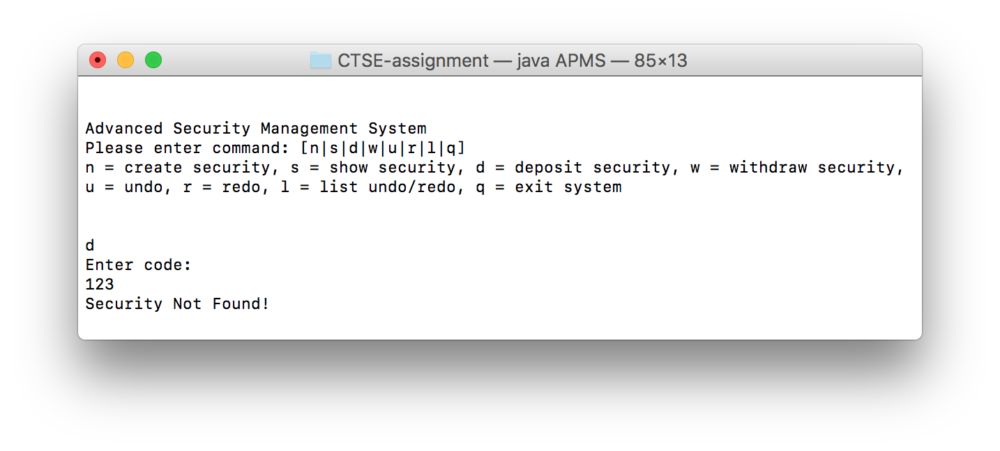 CTSE-assignment — java APMS — 85×13
Advanced Security Management System
Please enter command: [n|s|d|w|u|r|l|q]
n = create security, s = show security, d = deposit security, w = withdraw security,
u = undo, r = redo, l = list undo/redo, q = exit system
d
Enter code:
123
Security Not Found!